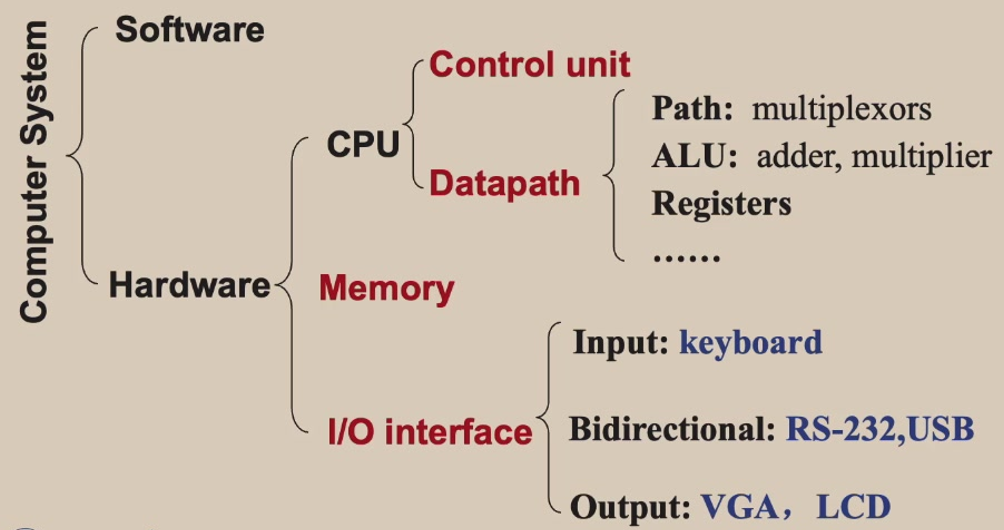 Computer System
Software
Hardware
CPU
Control unit
Datapath
Path: multiplexors
ALU: adder, multiplier
Registers
......
Memory
I/O interface
Input: keyboard
Bidirectional: RS-232,USB
Output: VGA，LCD